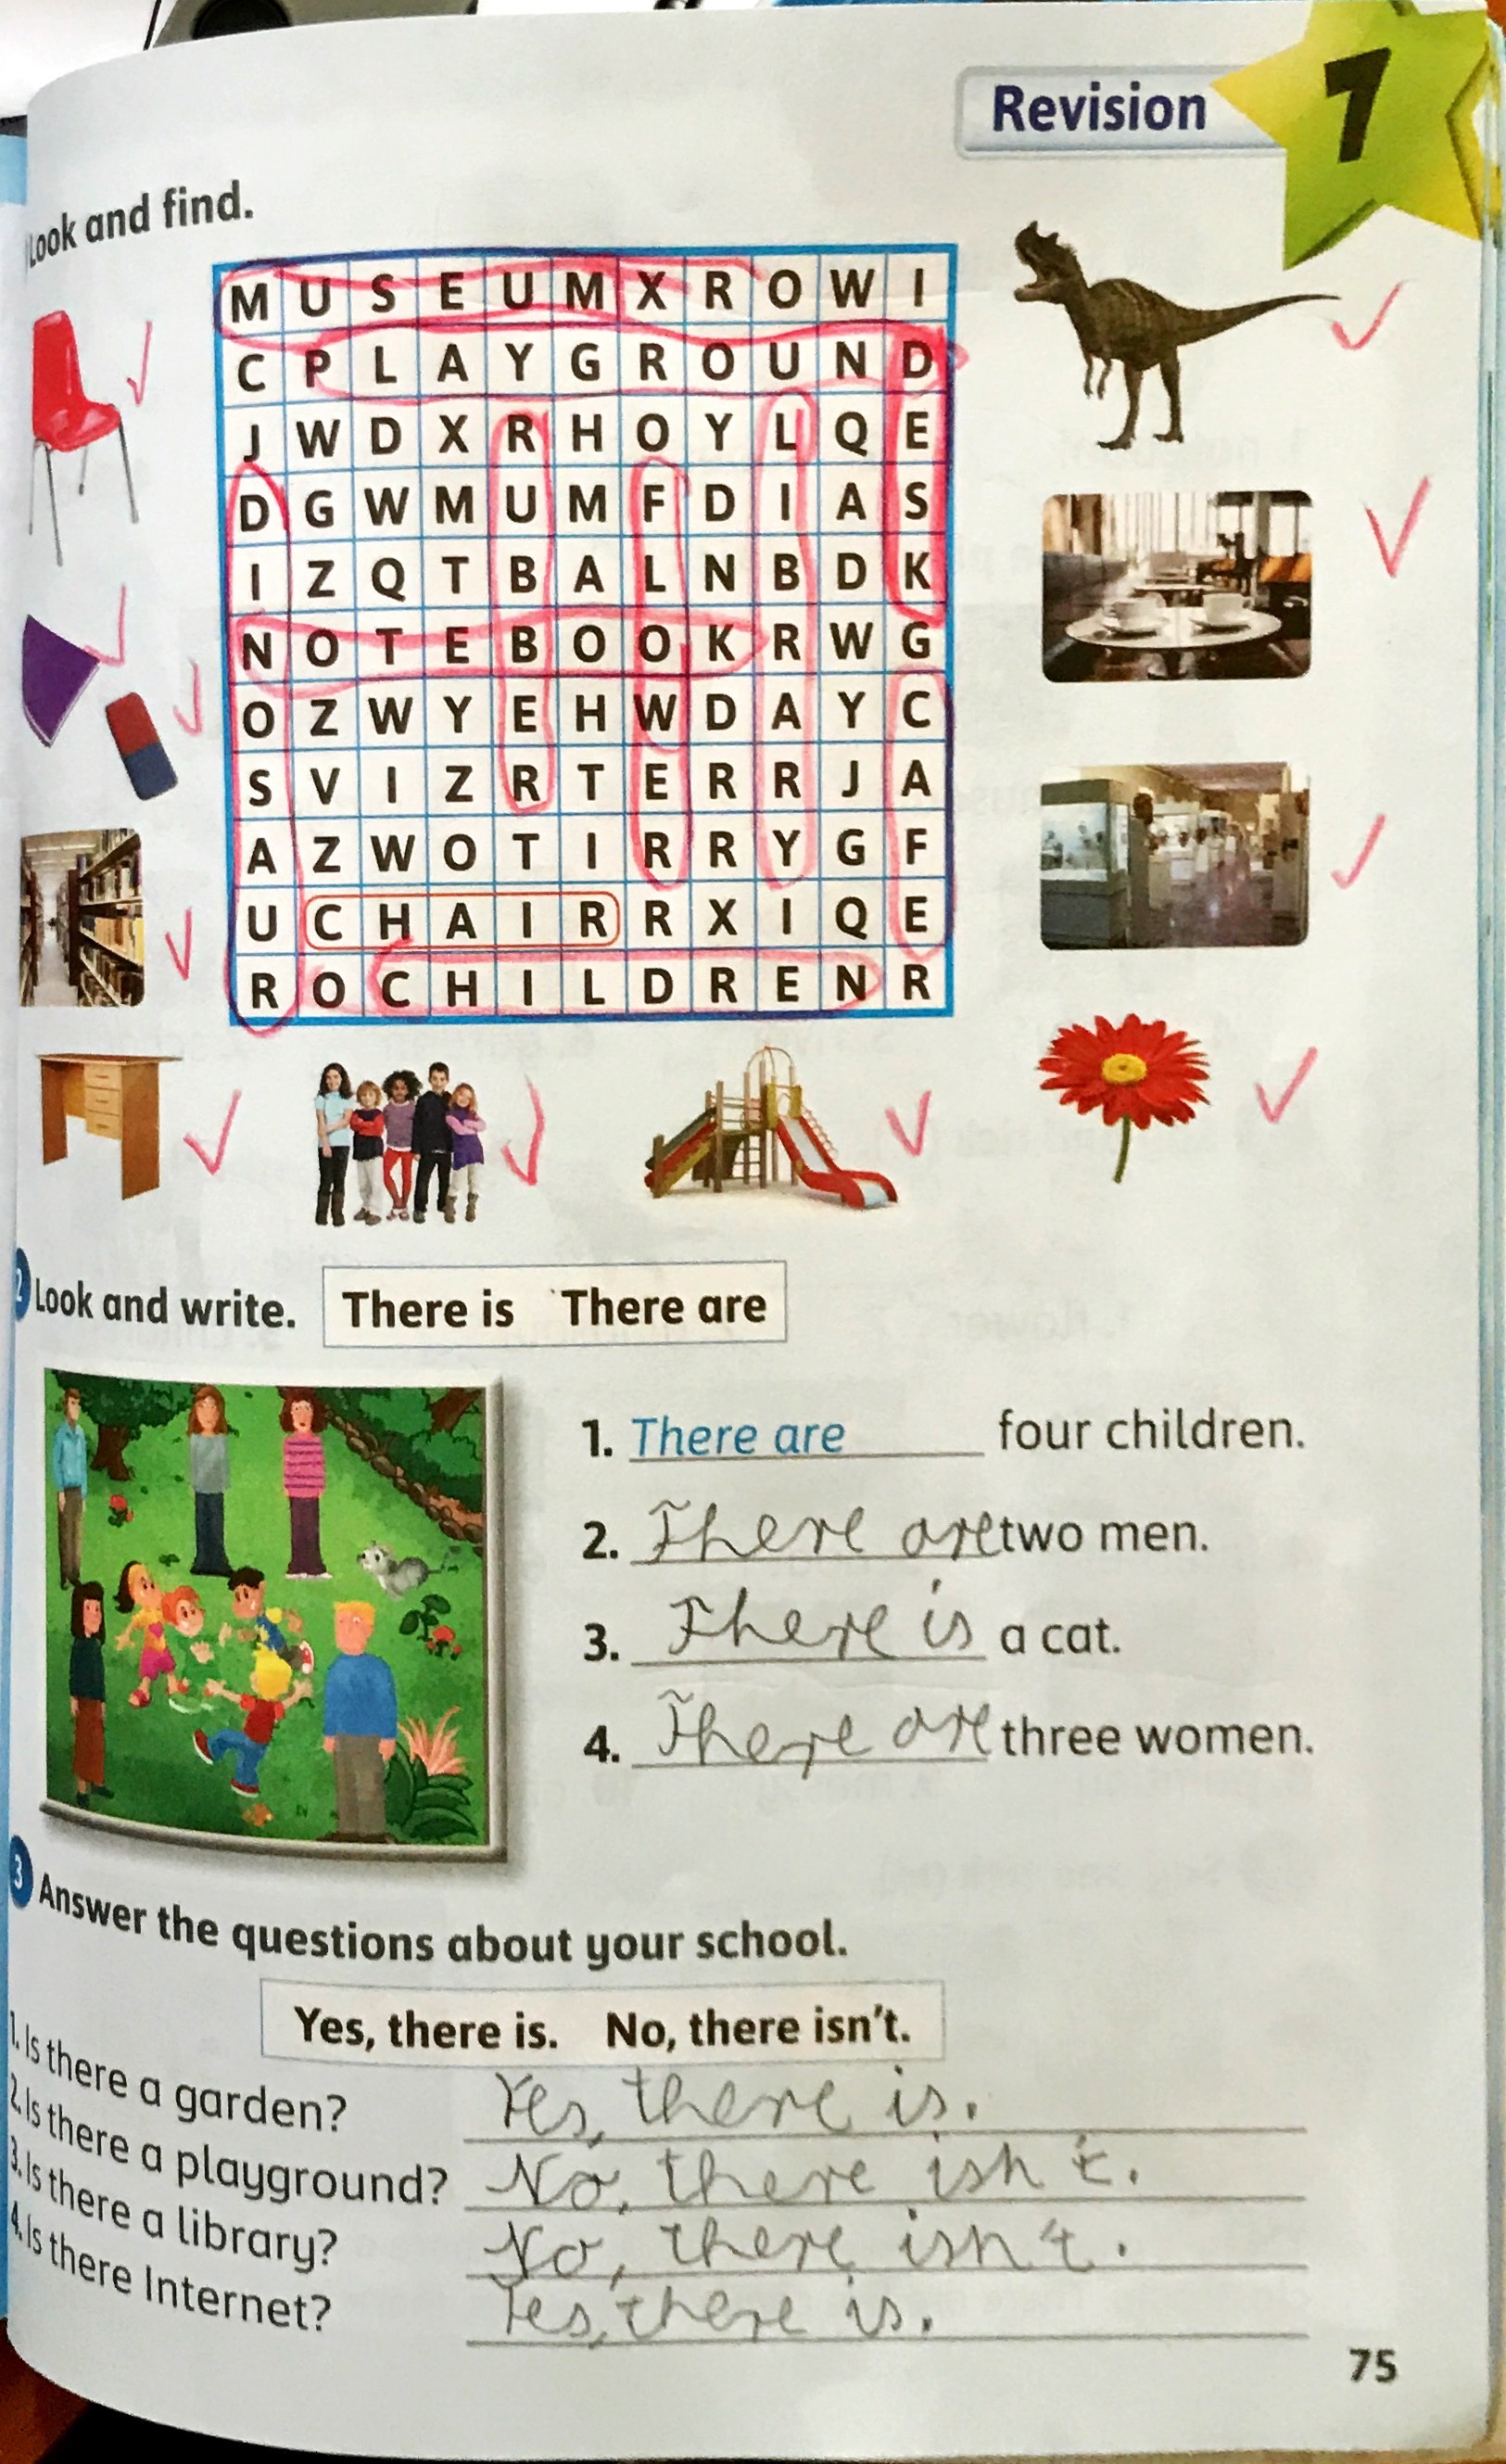 Revision 7
Look and find.
M U S E U M X R O W I
C P L A Y G R O U N D
J W D X R H O Y L Q E
D G W M U M F D I A S
I Z Q T B A L N B D K
N O T E B O O K R W G
O Z W Y E H W D A Y C
S V I Z R T E R R J A
A Z W O T I R R Y G F
U C H A I R R X I Q E
R O C H I L D R E N R
2 Look and write. There is There are
1. There are four children.
2. There are two men.
3. There is a cat.
4. There are three women.
3 Answer the questions about your school.
Yes, there is. No, there isn't.
1. Is there a garden? Yes, there is.
2. Is there a playground? No, there isn't.
3. Is there a library? No, there isn't.
4. Is there Internet? Yes, there is.
75